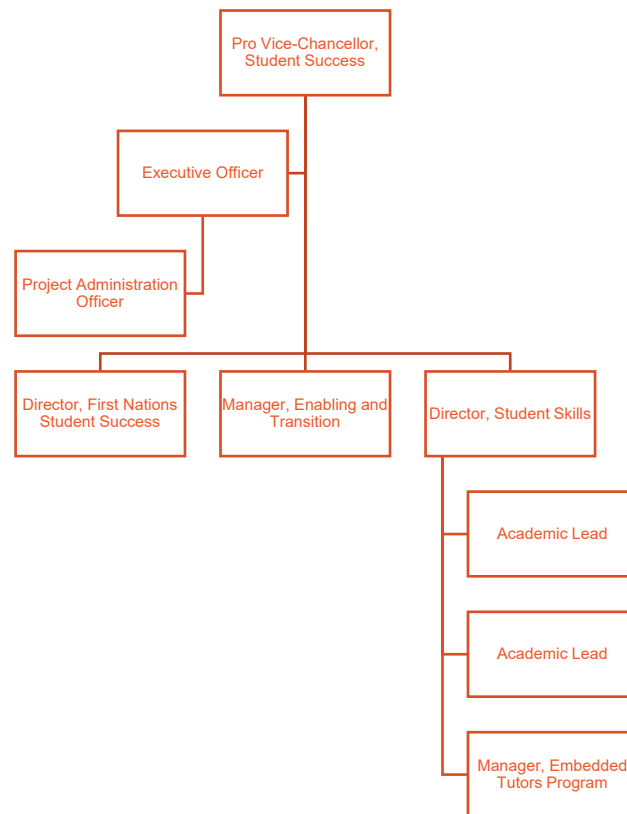 Pro Vice-Chancellor,
Student Success
Executive Officer
Project Administration
Officer
Director, First Nations
Student Success
Manager, Enabling and
Transition
Director, Student Skills
Academic Lead
Academic Lead
Manager, Embedded
Tutors Program